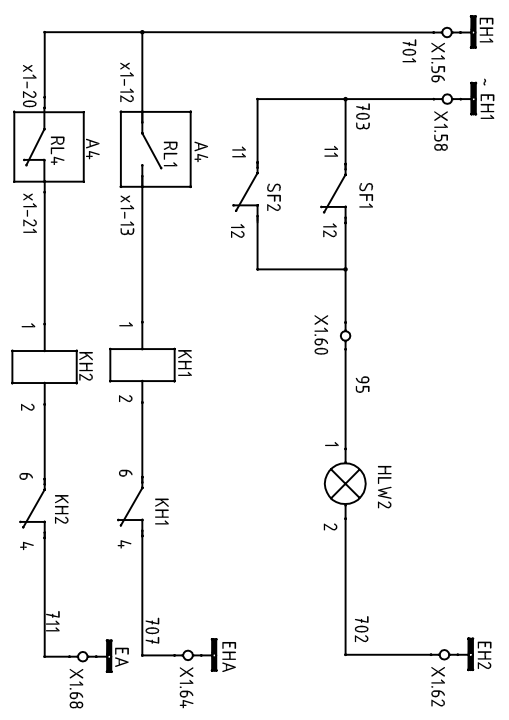 EH1
X1.56
701
~ EH1
X1.58
703
x1-20
x1-12
A4
RL4
A4
RL1
11
SF2
12
11
SF1
12
x1-21
x1-13
X1.60
95
1
KH2
2
1
KH1
2
1
HLW2
2
6
KH2
4
6
KH1
4
711
EA
X1.68
707
EHA
X1.64
702
EH2
X1.62